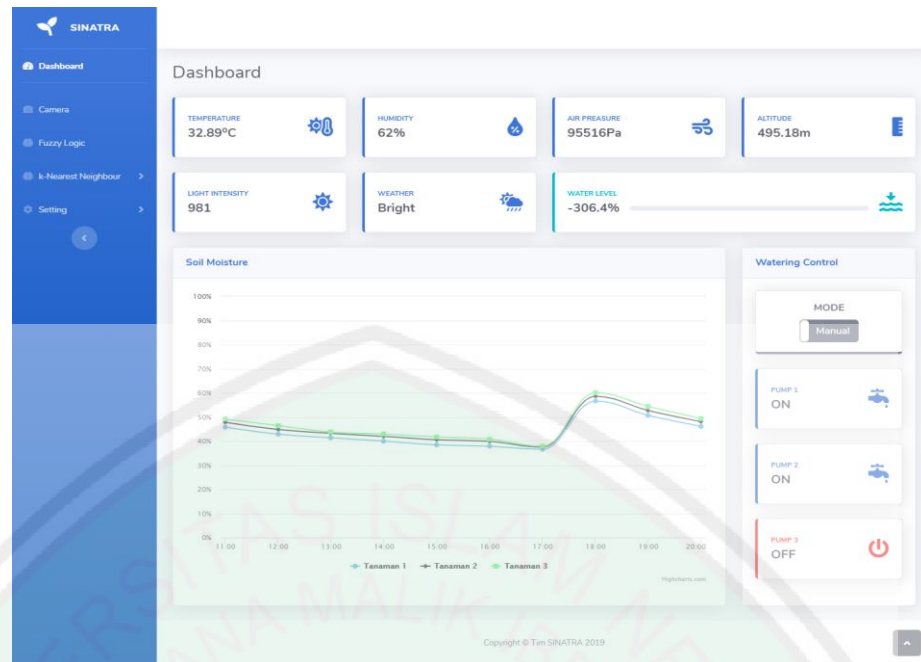 SINATRA
Dashboard
Camera
Fuzzy Logic
k-Nearest Neighbour
Setting
Dashboard
TEMPERATURE
32.89°C
HUMIDITY
62%
AIR PREASURE
95516Pa
ALTITUDE
495.18m
LIGHT INTENSITY
981
WEATHER
Bright
WATER LEVEL
-306.4%
Soil Moisture
100%
90%
80%
70%
60%
50%
40%
30%
20%
10%
0%
11:00 12:00 13:00 14:00 15:00 16:00 17:00 18:00 19:00 20:00
Tanaman 1 Tanaman 2 Tanaman 3
Highcharts.com
Watering Control
MODE
Manual
PUMP 1
ON
PUMP 2
ON
PUMP 3
OFF
Copyright © Tim SINATRA 2019